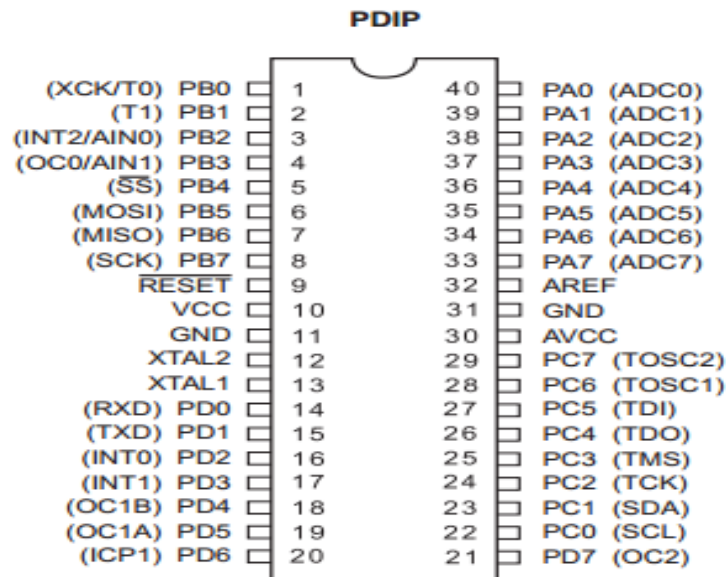 PDIP
(XCK/T0) PB0 1 40 PA0 (ADC0)
(T1) PB1 2 39 PA1 (ADC1)
(INT2/AIN0) PB2 3 38 PA2 (ADC2)
(OC0/AIN1) PB3 4 37 PA3 (ADC3)
(SS) PB4 5 36 PA4 (ADC4)
(MOSI) PB5 6 35 PA5 (ADC5)
(MISO) PB6 7 34 PA6 (ADC6)
(SCK) PB7 8 33 PA7 (ADC7)
RESET 9 32 AREF
VCC 10 31 GND
GND 11 30 AVCC
XTAL2 12 29 PC7 (TOSC2)
XTAL1 13 28 PC6 (TOSC1)
(RXD) PD0 14 27 PC5 (TDI)
(TXD) PD1 15 26 PC4 (TDO)
(INT0) PD2 16 25 PC3 (TMS)
(INT1) PD3 17 24 PC2 (TCK)
(OC1B) PD4 18 23 PC1 (SDA)
(OC1A) PD5 19 22 PC0 (SCL)
(ICP1) PD6 20 21 PD7 (OC2)